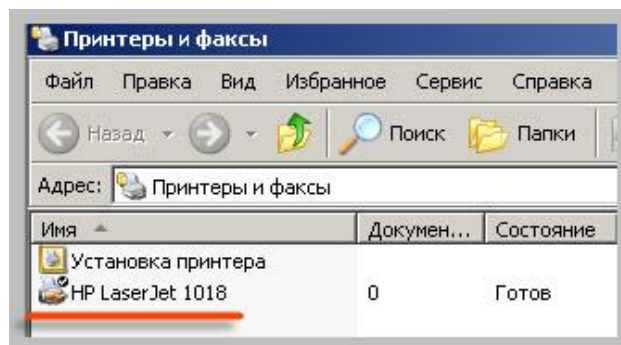 Принтеры и факсы
Файл Правка Вид Избранное Сервис Справка
Назад Поиск Папки
Адрес: Принтеры и факсы
Имя Докумен... Состояние
Установка принтера
HP LaserJet 1018 0 Готов